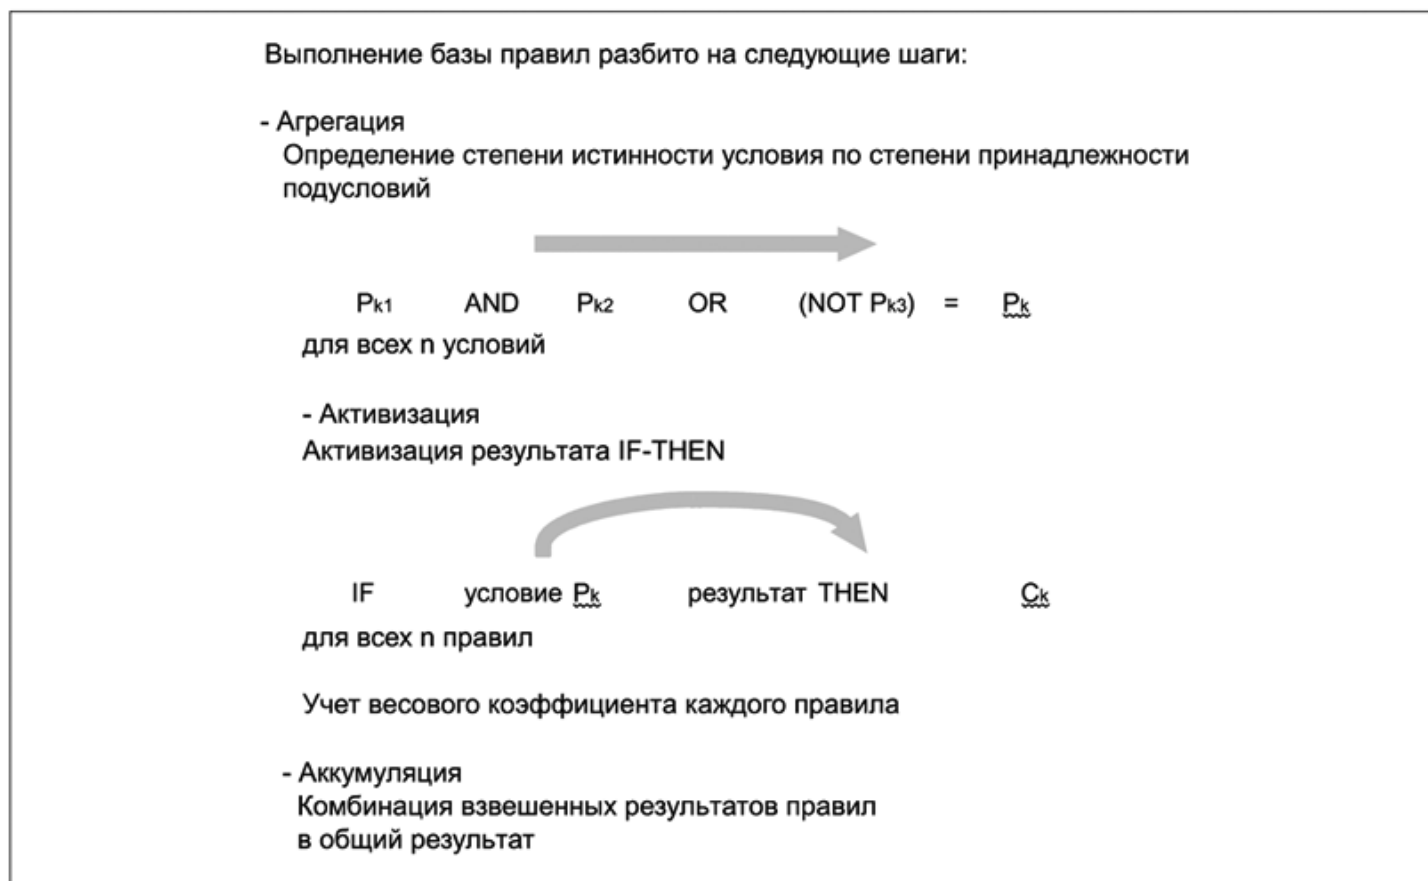 Выполнение базы правил разбито на следующие шаги:
- Агрегация
Определение степени истинности условия по степени принадлежности
подусловий
Pk1 AND Pk2 OR (NOT Pk3) = Pk
для всех n условий
- Активизация
Активизация результата IF-THEN
IF условие Pk результат THEN Ck
для всех n правил
Учет весового коэффициента каждого правила
- Аккумуляция
Комбинация взвешенных результатов правил
в общий результат